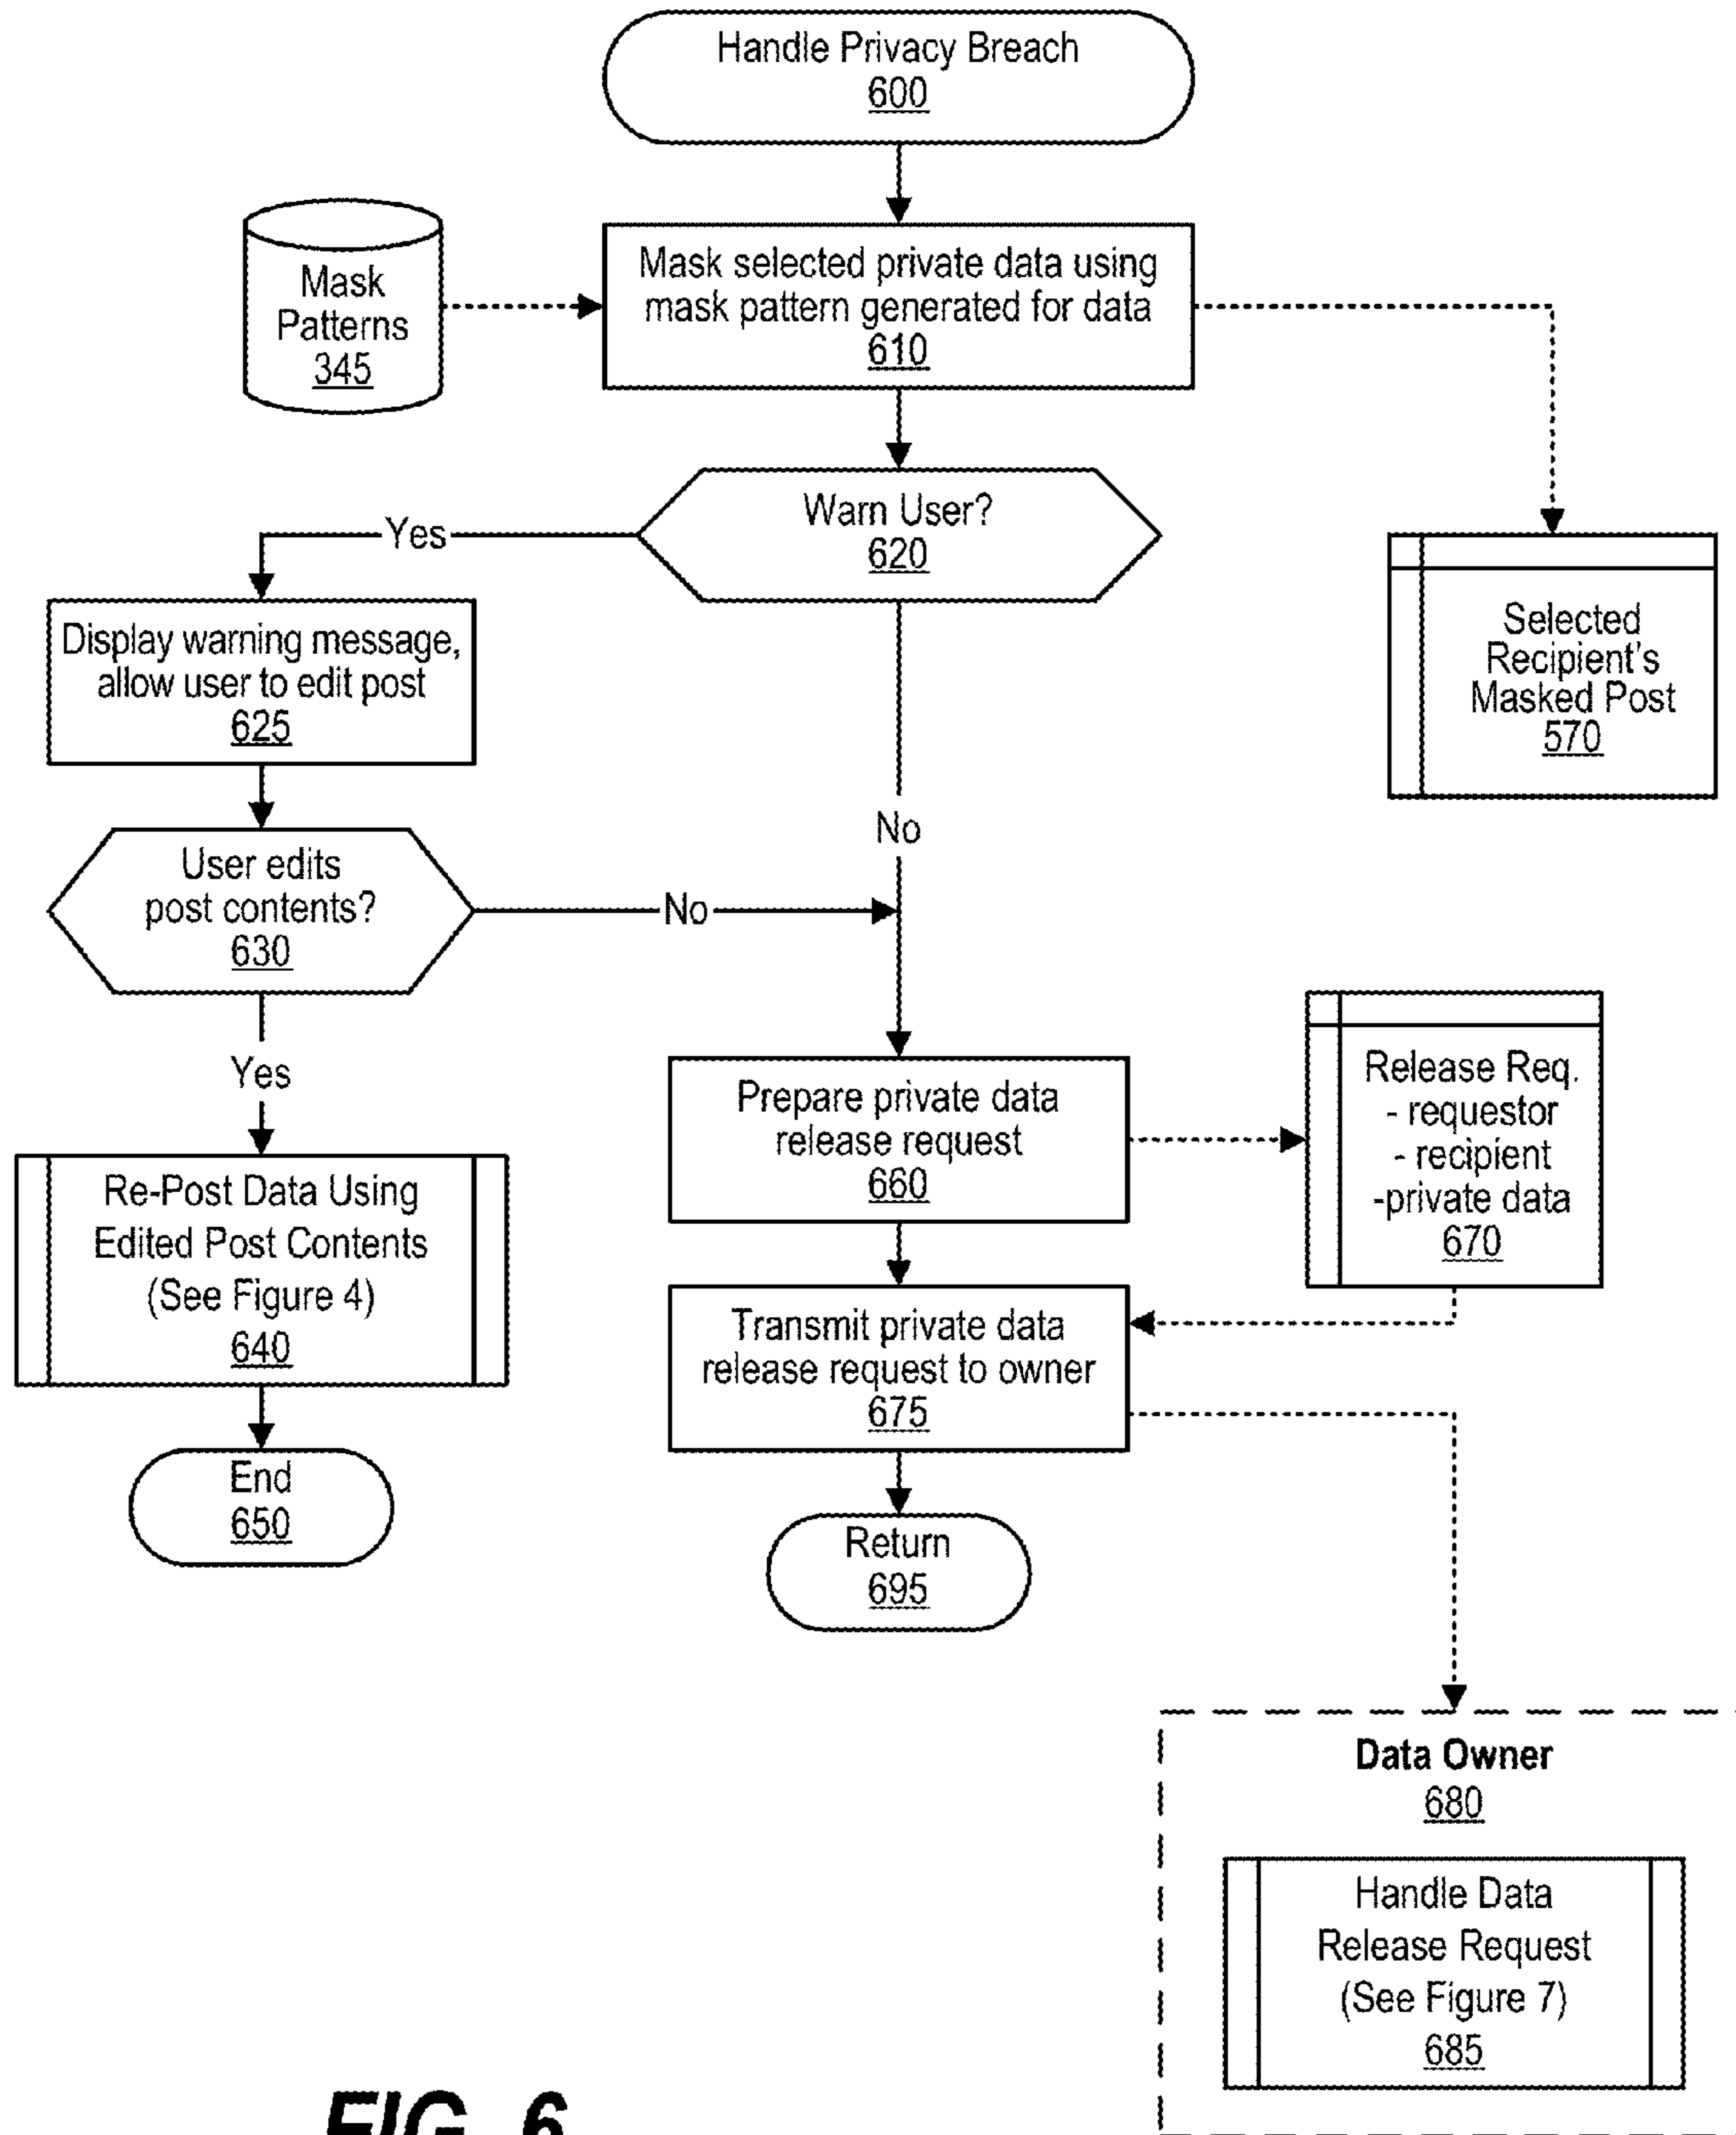 Handle Privacy Breach
600
Mask
Patterns
345
Mask selected private data using
mask pattern generated for data
610
Warn User?
620
Yes
No
Selected
Recipient's
Masked Post
570
Display warning message,
allow user to edit post
625
User edits
post contents?
630
No
Yes
Re-Post Data Using
Edited Post Contents
(See Figure 4)
640
End
650
Prepare private data
release request
660
Release Req.
- requestor
- recipient
-private data
670
Transmit private data
release request to owner
675
Return
695
Data Owner
680
Handle Data
Release Request
(See Figure 7)
685
FIG. 6